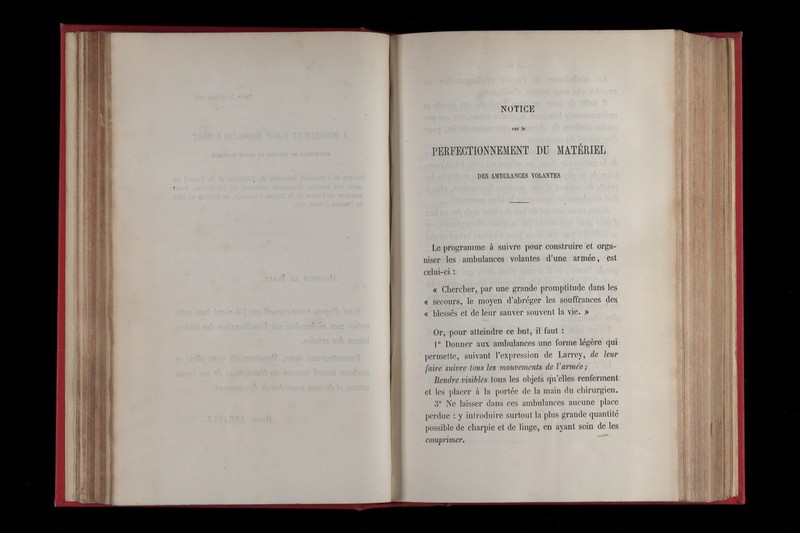 NOTICE
sur le
PERFECTIONNEMENT DU MATÉRIEL
DES AMBULANCES VOLANTES
Le programme à suivre pour construire et orga-
niser les ambulances volantes d'une armée, est
celui-ci :
« Chercher, par une grande promptitude dans les
« secours, le moyen d'abréger les souffrances des
« blessés et de leur sauver souvent la vie. »
Or, pour atteindre ce but, il faut :
1° Donner aux ambulances une forme légère qui
permette, suivant l'expression de Larrey, de leur
faire suivre tous les mouvements de l'armée;
Rendre visibles tous les objets qu'elles renferment
et les placer à la portée de la main du chirurgien.
3° Ne laisser dans ces ambulances aucune place
perdue : y introduire surtout la plus grande quantité
possible de charpie et de linge, en ayant soin de les
comprimer.